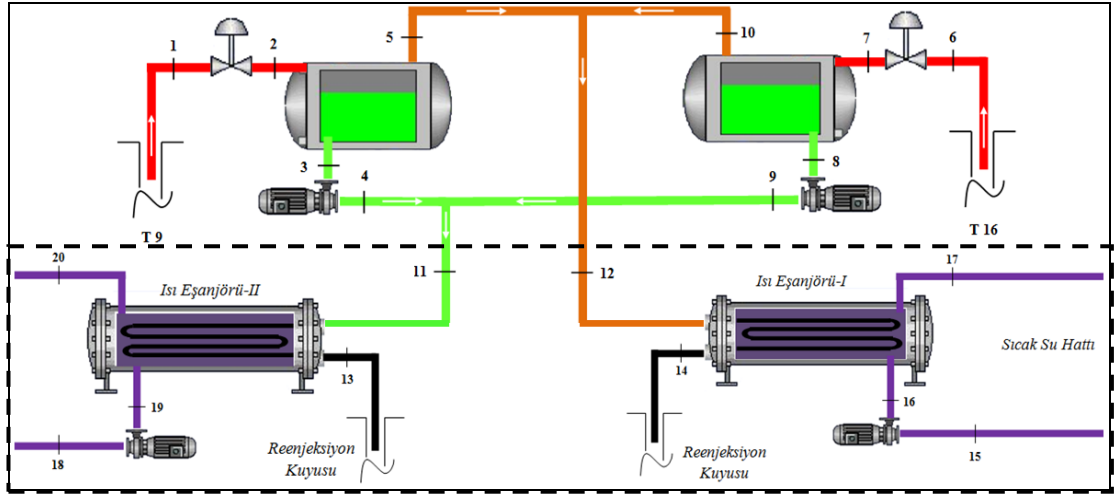 5
10
1
2
7
6
3
4
8
9
T 9
T 16
20
11
12
17
Isı Eşanjörü-II
Isı Eşanjörü-I
Sıcak Su Hattı
13
14
19
16
18
15
Reenjeksiyon
Kuyusu
Reenjeksiyon
Kuyusu